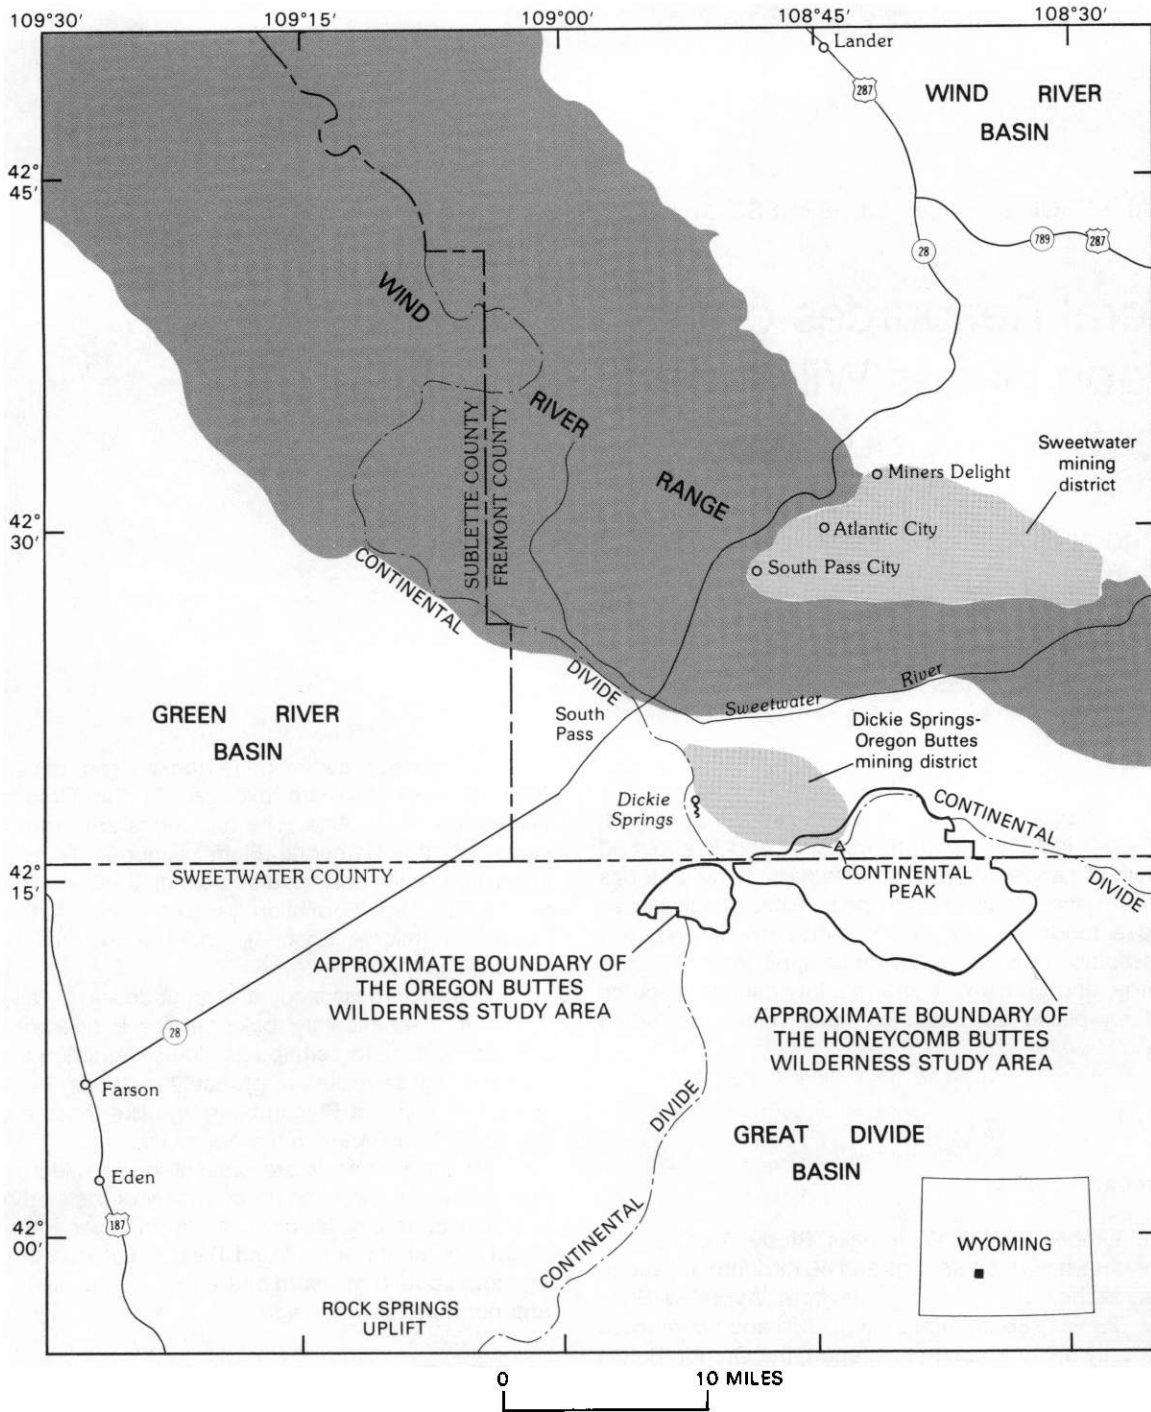 109°30′
109°15′
109°00′
108°45′
108°30′
Lander
287
WIND RIVER
BASIN
42°
45′
789
287
28
WIND
RIVER
RANGE
SUBLETTE COUNTY
FREMONT COUNTY
Sweetwater
mining
district
Miners Delight
Atlantic City
South Pass City
42°
30′
CONTINENTAL
DIVIDE
Sweetwater
River
GREEN RIVER
BASIN
South
Pass
Dickie Springs-
Oregon Buttes
mining district
Dickie
Springs
CONTINENTAL
DIVIDE
CONTINENTAL
PEAK
42°
15′
SWEETWATER COUNTY
APPROXIMATE BOUNDARY OF
THE OREGON BUTTES
WILDERNESS STUDY AREA
APPROXIMATE BOUNDARY OF
THE HONEYCOMB BUTTES
WILDERNESS STUDY AREA
28
Farson
Eden
187
DIVIDE
CONTINENTAL
GREAT DIVIDE
BASIN
WYOMING
42°
00′
ROCK SPRINGS
UPLIFT
0
10 MILES